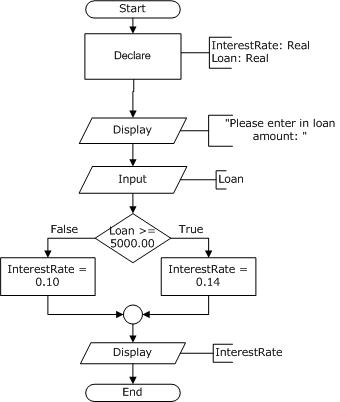 Start
Declare
InterestRate: Real
Loan: Real
Display
"Please enter in loan
amount: "
Input
Loan
Loan >=
5000.00
False
True
InterestRate =
0.10
InterestRate =
0.14
Display
InterestRate
End